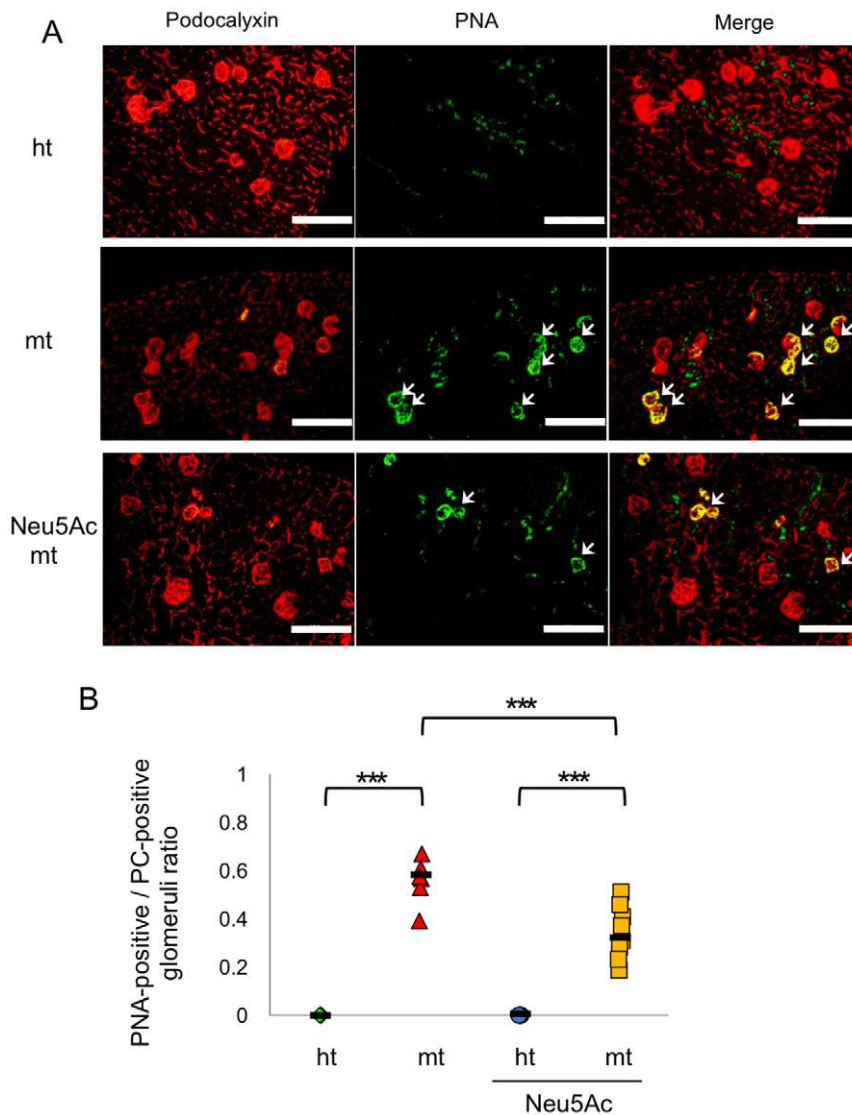 A
Podocalyxin PNA Merge
ht
mt
Neu5Ac
mt
B
PNA-positive / PC-positive
glomeruli ratio
1
0.8
0.6
0.4
0.2
0
***
***
***
ht mt ht mt
Neu5Ac